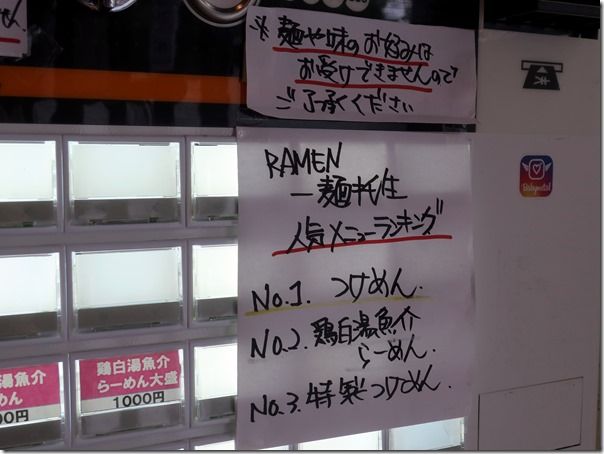 せん。
※麺や味のお好みは
お受けできませんので
ご了承ください
RAMEN
一麺托生
人気メニューランキング
No.1. つけめん.
No.2. 鶏白湯魚介
らーめん.
No.3. 特製つけめん.
湯魚介
めん
00円
鶏白湯魚介
らーめん大盛
1000円